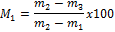 M₁ = (m₂ − m₃)/(m₂ − m₁) x100